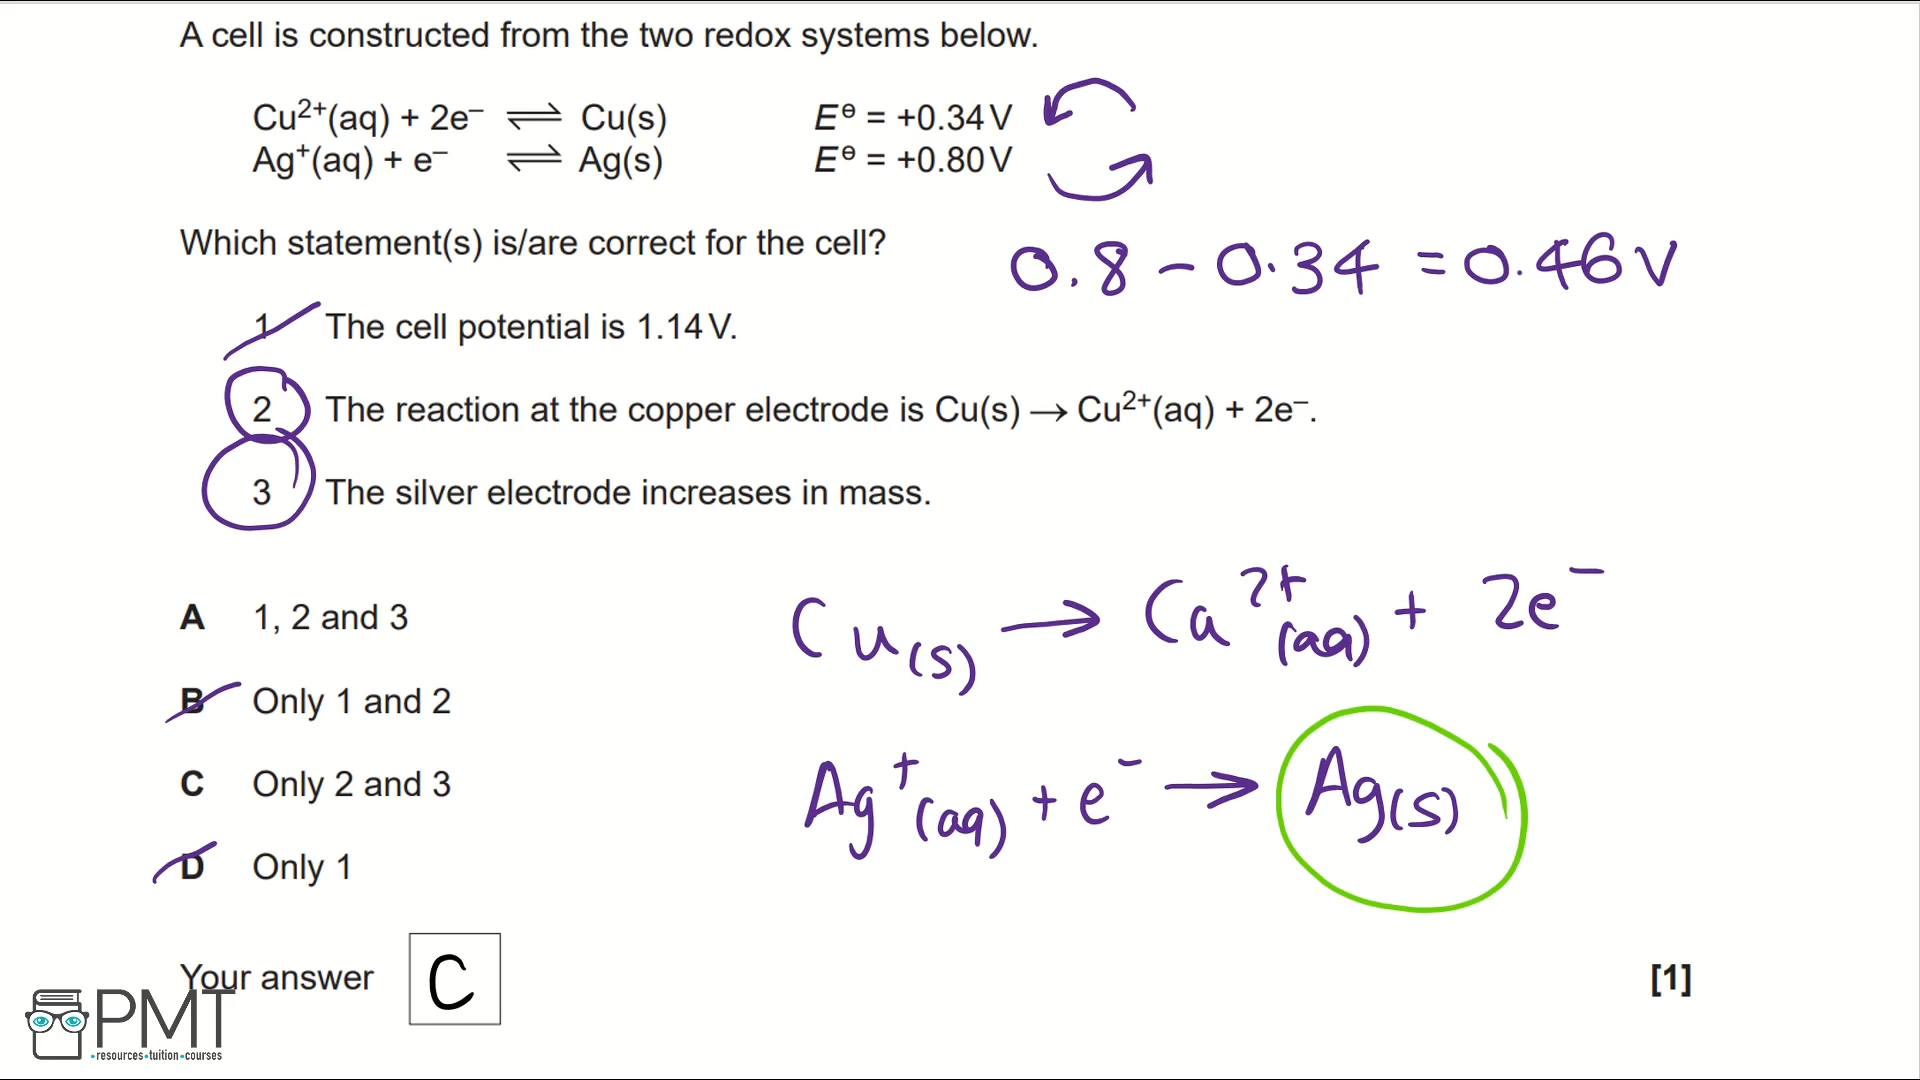 A cell is constructed from the two redox systems below.
Cu²⁺(aq) + 2e⁻ ⇌ Cu(s) E⦵ = +0.34 V
Ag⁺(aq) + e⁻ ⇌ Ag(s) E⦵ = +0.80 V
Which statement(s) is/are correct for the cell?
0.8 - 0.34 = 0.46 V
1 The cell potential is 1.14 V.
2 The reaction at the copper electrode is Cu(s) → Cu²⁺(aq) + 2e⁻.
3 The silver electrode increases in mass.
Cu(s) → Ca²⁺(aq) + 2e⁻
Ag⁺(aq) + e⁻ → Ag(s)
A 1, 2 and 3
B Only 1 and 2
C Only 2 and 3
D Only 1
Your answer C [1]
PMT
•resources•tuition•courses